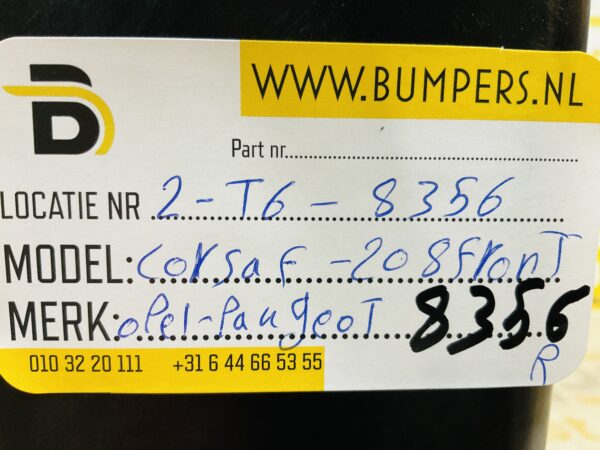 WWW.BUMPERS.NL
B
Part nr.
LOCATIE NR 2-T6-8356
MODEL: Corsa F -208 Front
MERK: opel-Paugeot 8356
R
010 32 20 111 +31 6 44 66 53 55